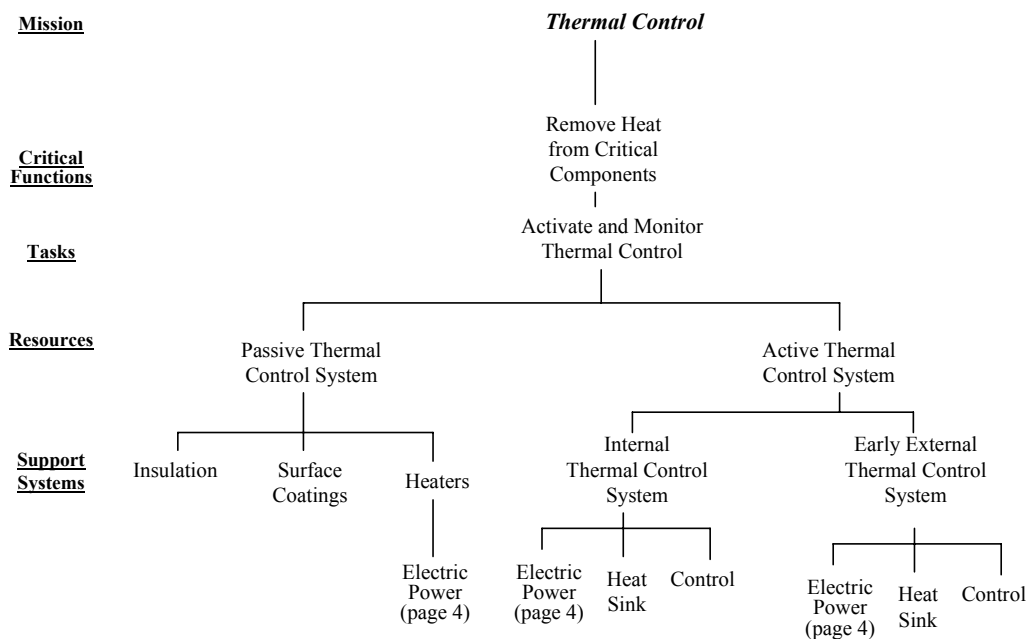 Mission
Thermal Control
Critical
Functions
Remove Heat
from Critical
Components
Tasks
Activate and Monitor
Thermal Control
Resources
Passive Thermal
Control System
Active Thermal
Control System
Support
Systems
Insulation
Surface
Coatings
Heaters
Internal
Thermal Control
System
Early External
Thermal Control
System
Electric
Power
(page 4)
Electric
Power
(page 4)
Heat
Sink
Control
Electric
Power
(page 4)
Heat
Sink
Control